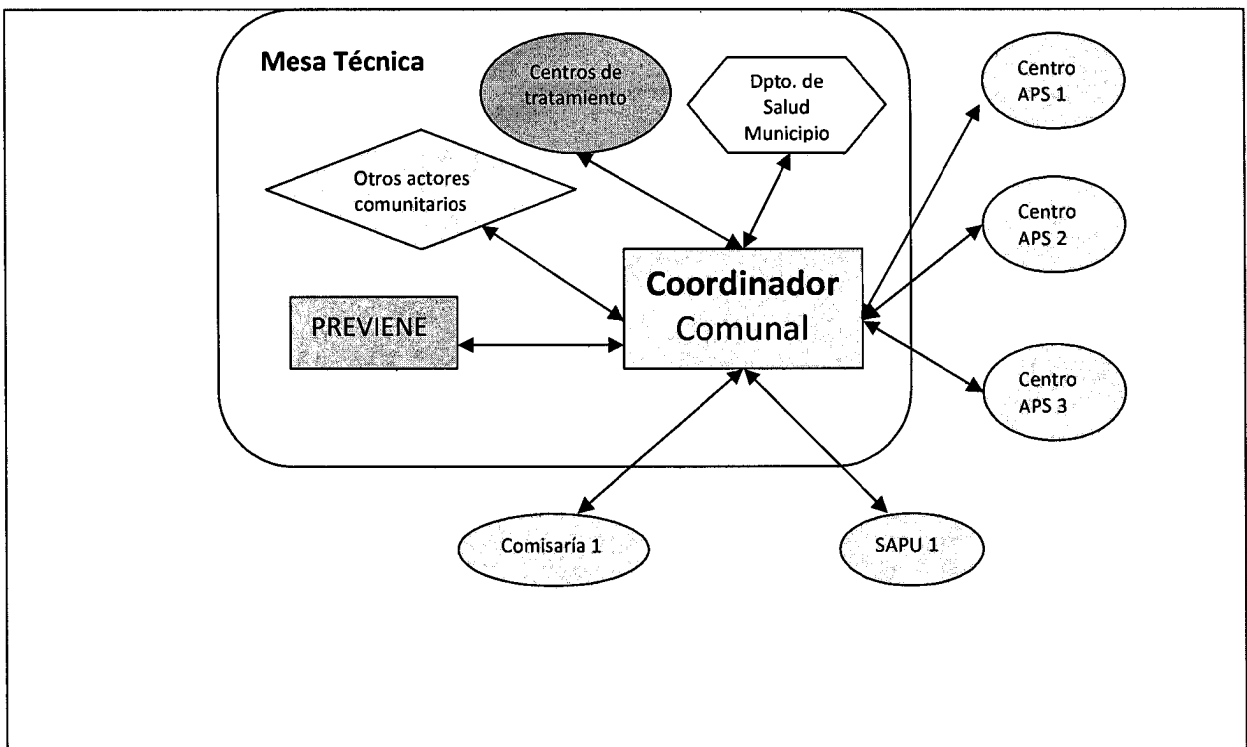 Mesa Técnica
Centros de
tratamiento
Dpto. de
Salud
Municipio
Otros actores
comunitarios
PREVIENE
Coordinador
Comunal
Centro
APS 1
Centro
APS 2
Centro
APS 3
Comisaría 1
SAPU 1